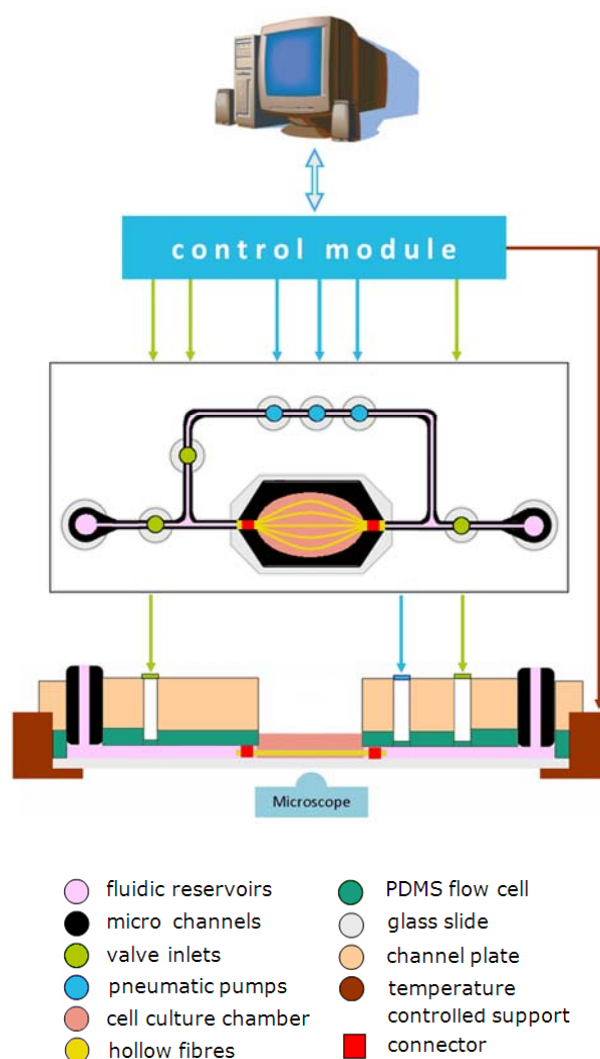 control module
Microscope
fluidic reservoirs
micro channels
valve inlets
pneumatic pumps
cell culture chamber
hollow fibres
PDMS flow cell
glass slide
channel plate
temperature
controlled support
connector